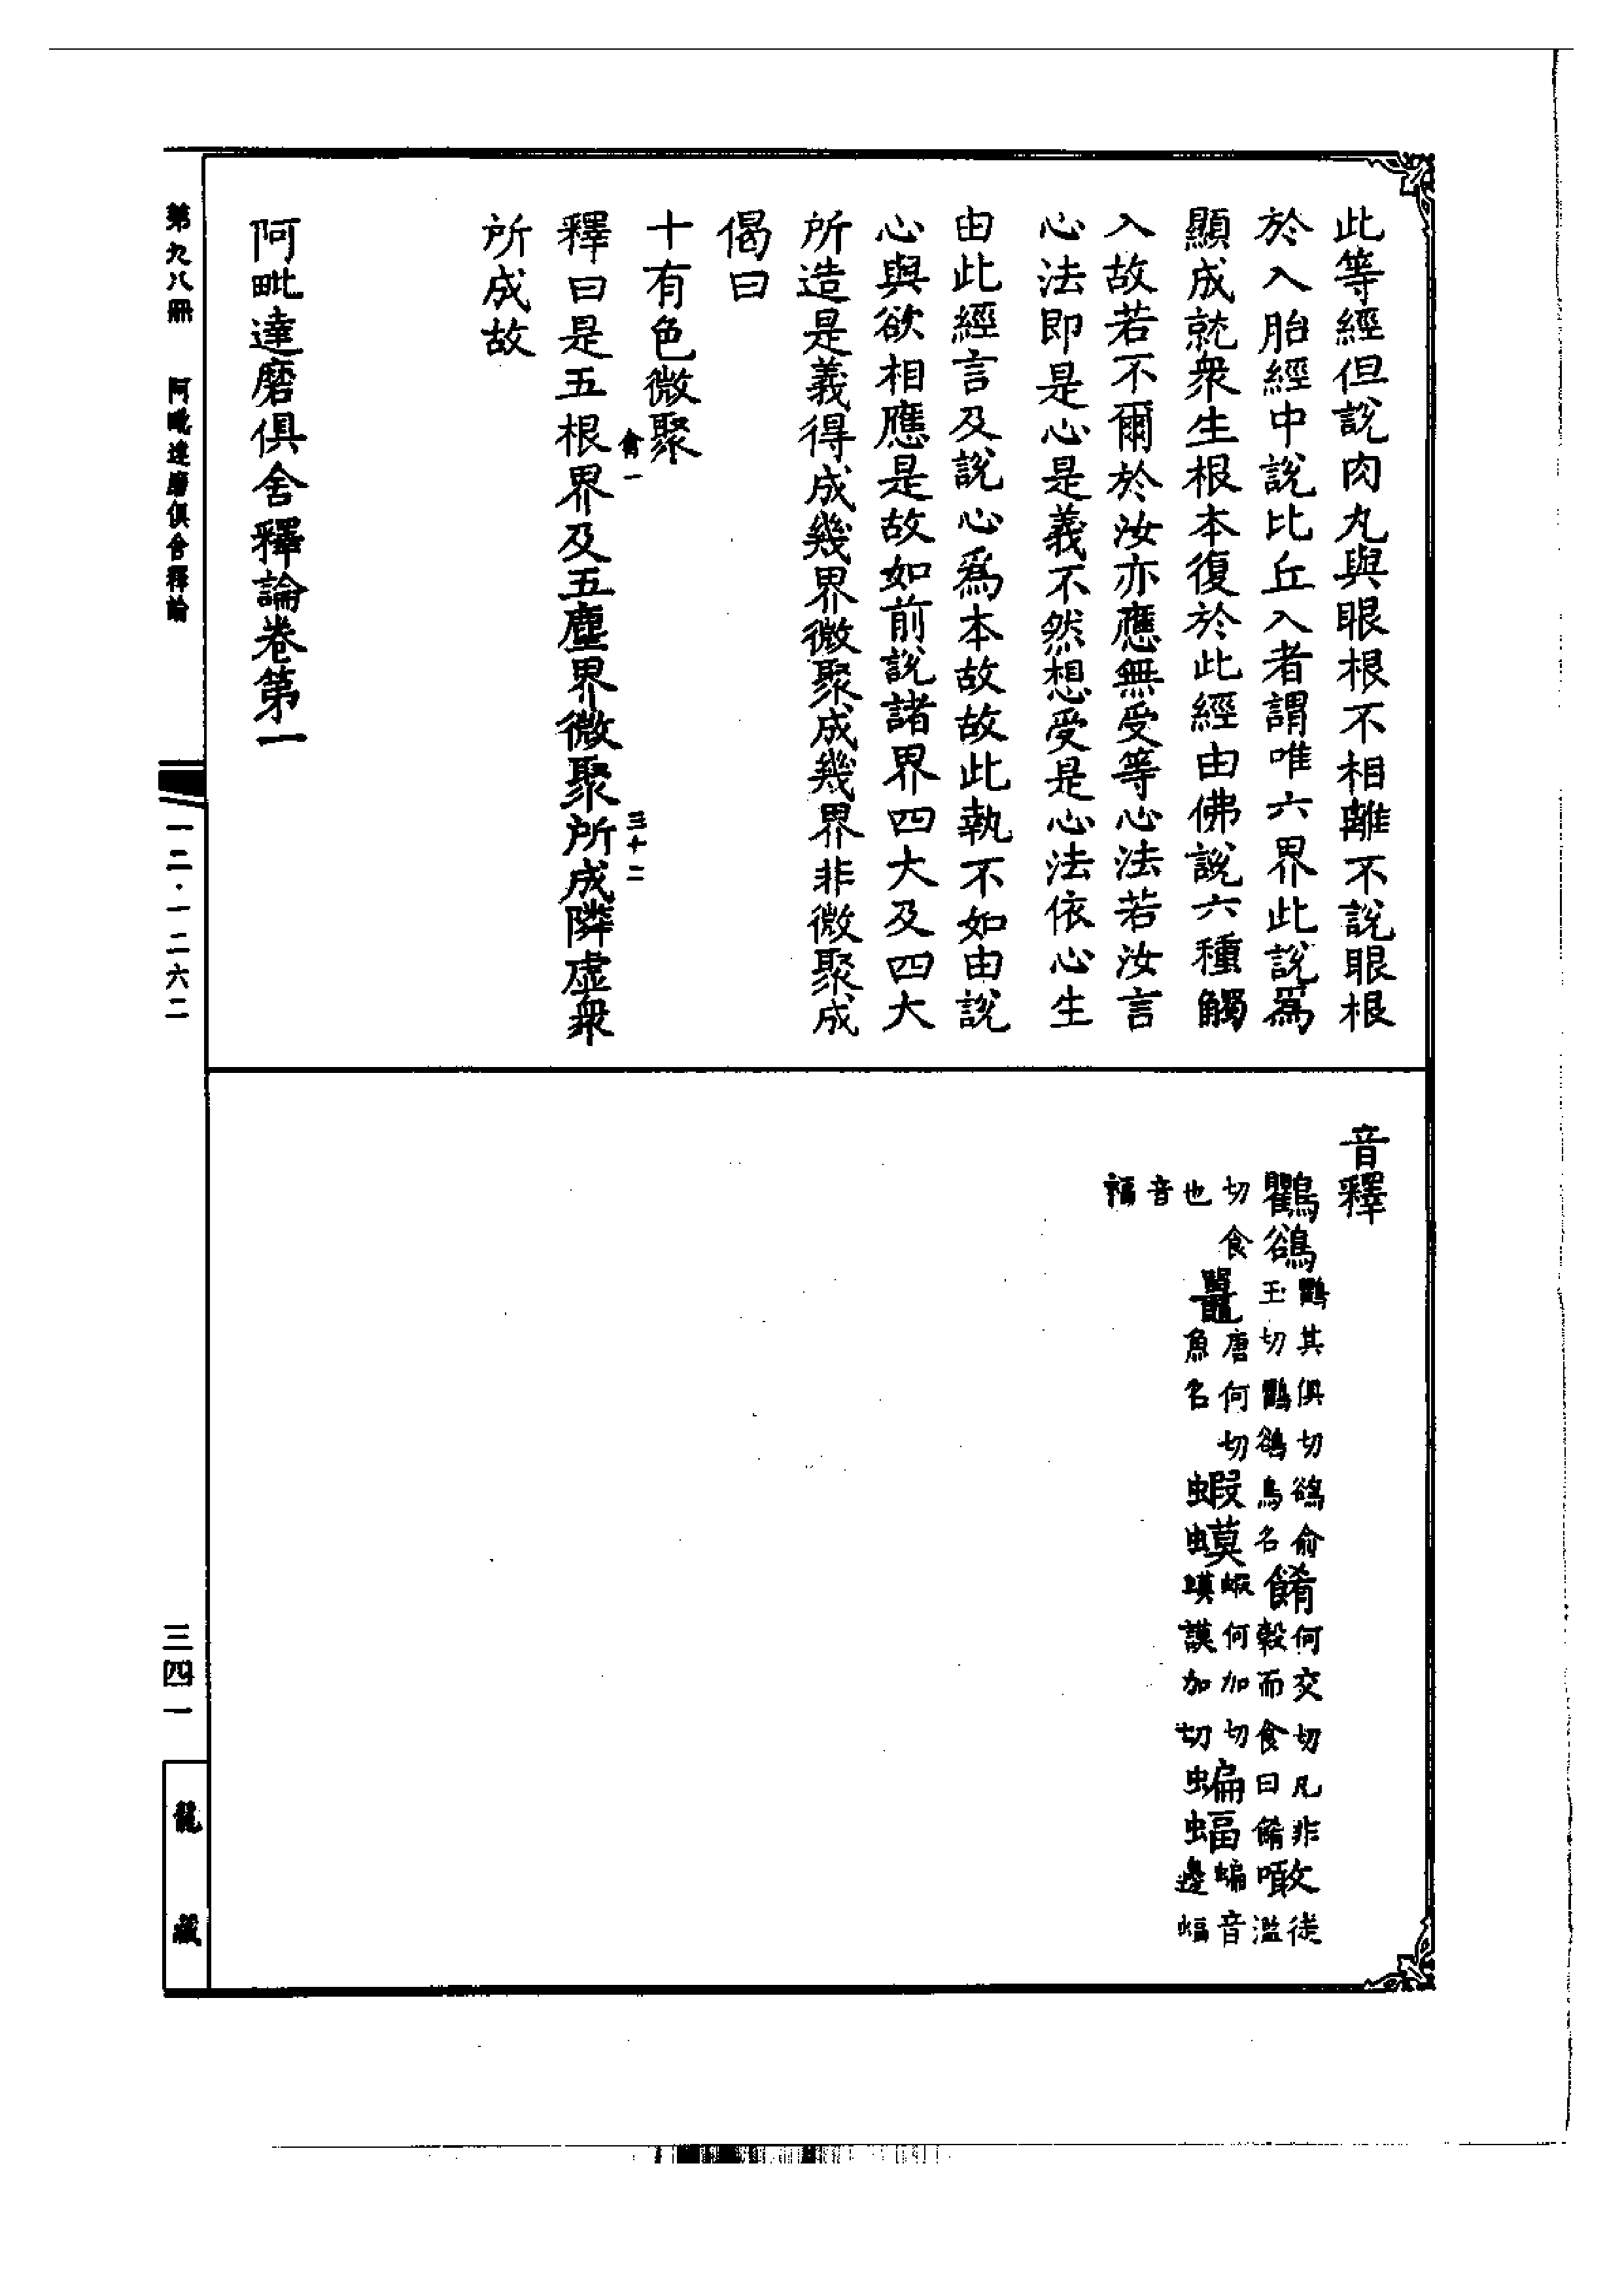 此等經但說肉丸與眼根不相離不說眼根
於入胎經中說比丘入者謂唯六界此說爲
顯成就衆生根本復於此經由佛說六種觸
入故若不爾於汝亦應無受等心法若汝言
心法即是心是義不然想受是心法依心生
由此經言及說心爲本故故此執不如由說
心與欲相應是故如前說諸界四大及四大
所造是義得成幾界微聚成幾界非微聚成
偈曰
十有色微聚
釋曰是五根界及五塵界微聚所成隣虛衆
所成故
阿毗達磨俱舍釋論卷第一
三十二
音釋
鸜鵒鸜其俱切鵒俞玉切鸜鵒鳥名餚何交切凡非穀而食曰餚噉徒濫
切食也鼉唐何切魚名蝦蟆蝦何加切蟆謨加切蝙蝠蝙音邊蝠
音福
第九八冊 阿毗達磨俱舍釋論
一二·一二六二
三四一
龍藏